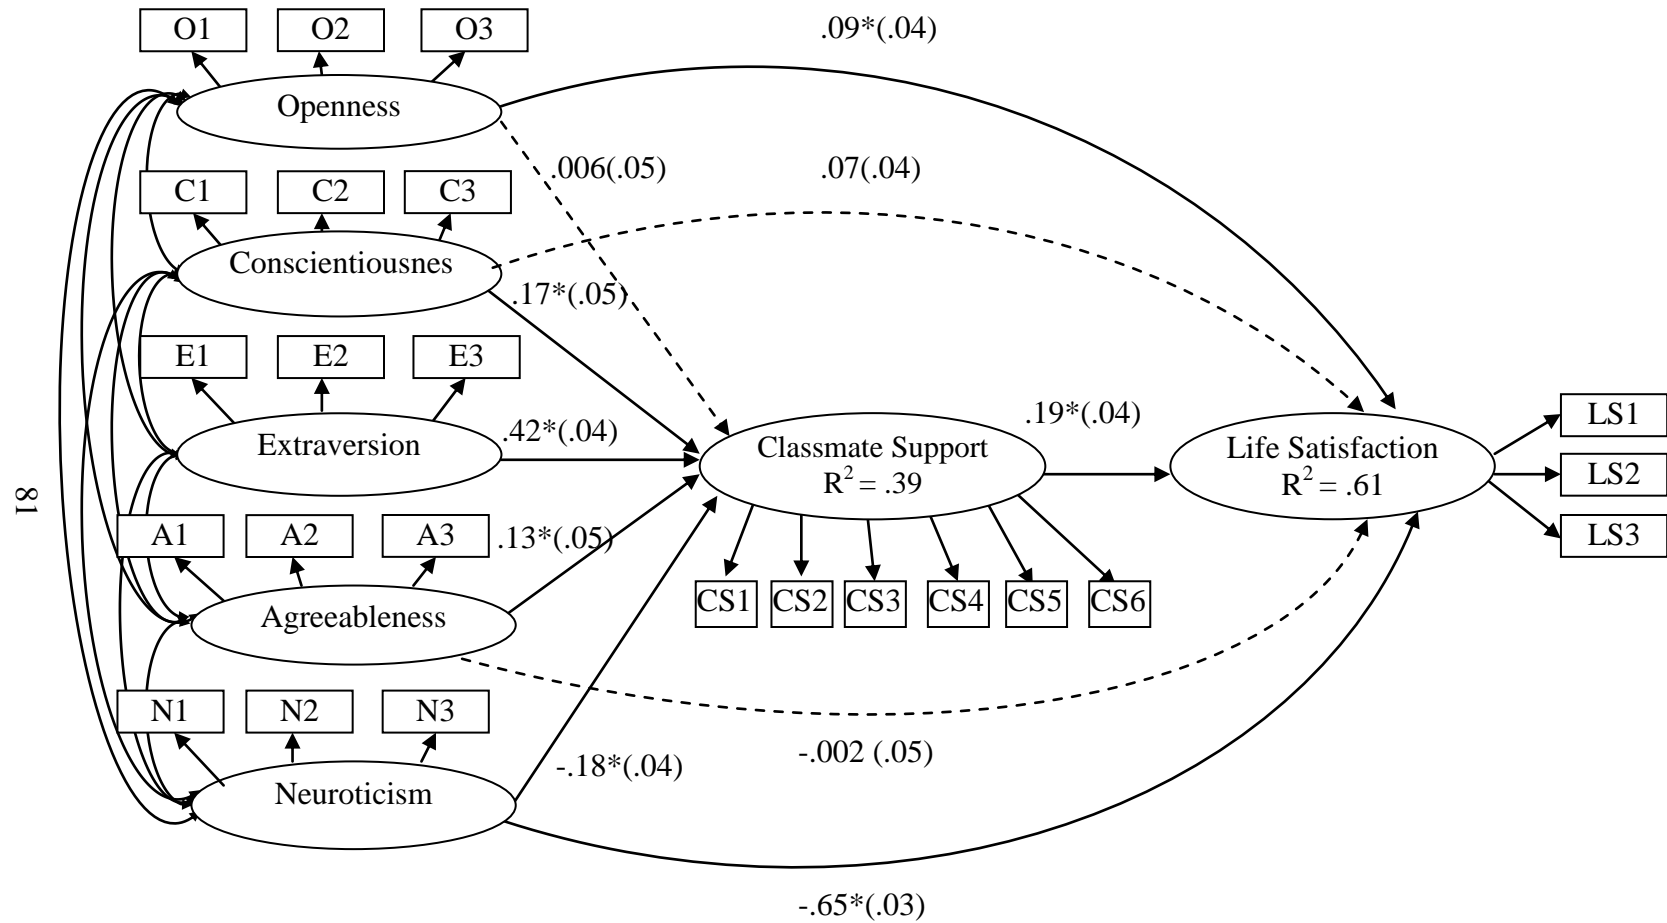 O1
O2
O3
.09*(.04)
Openness
.006(.05)
.07(.04)
C1
C2
C3
Conscientiousnes
.17*(.05)
E1
E2
E3
Extraversion
.42*(.04)
Classmate Support
R² = .39
.19*(.04)
Life Satisfaction
R² = .61
LS1
LS2
LS3
81
A1
A2
A3
.13*(.05)
Agreeableness
CS1
CS2
CS3
CS4
CS5
CS6
N1
N2
N3
-.18*(.04)
-.002 (.05)
Neuroticism
-.65*(.03)